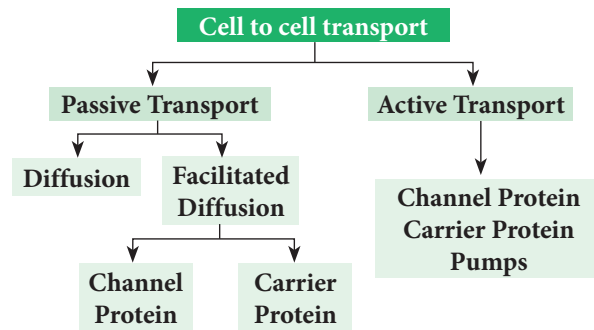 Cell to cell transport
Passive Transport
Active Transport
Diffusion
Facilitated
Diffusion
Channel Protein
Carrier Protein
Pumps
Channel
Protein
Carrier
Protein